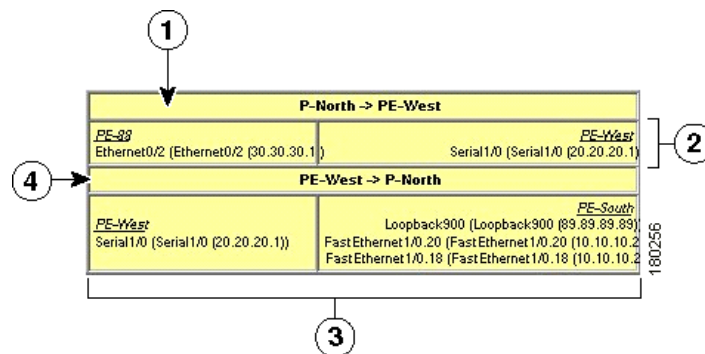 1
P-North -> PE-West
PE-88
Ethernet0/2 (Ethernet0/2 (30.30.30.1))
PE-West
Serial1/0 (Serial1/0 (20.20.20.1)
2
4
PE-West -> P-North
PE-West
Serial1/0 (Serial1/0 (20.20.20.1))
PE-South
Loopback900 (Loopback900 (89.89.89.89))
FastEthernet1/0.20 (FastEthernet1/0.20 (10.10.10.2
FastEthernet1/0.18 (FastEthernet1/0.18 (10.10.10.2
180256
3